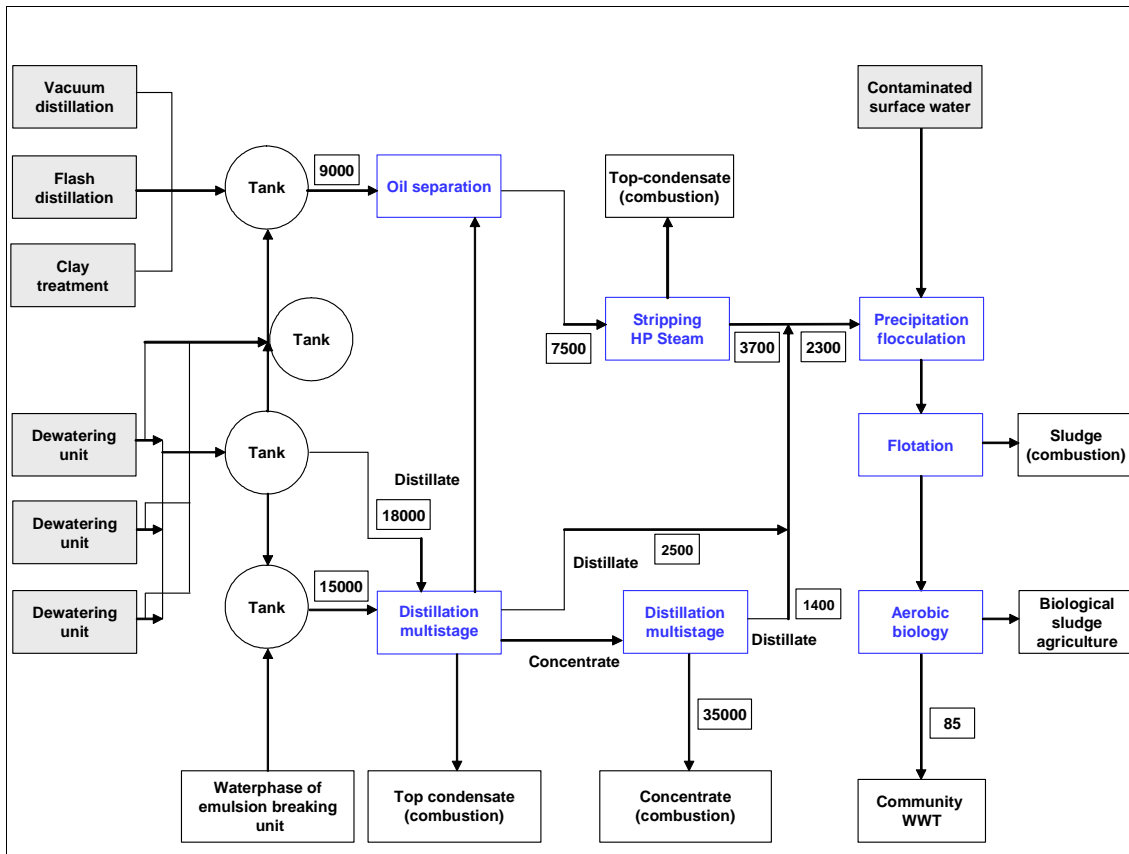 Vacuum
distillation
Contaminated
surface water
9000
Flash
distillation
Tank
Oil separation
Top-condensate
(combustion)
Clay
treatment
Tank
Stripping
HP Steam
Precipitation
flocculation
7500
3700
2300
Dewatering
unit
Tank
Flotation
Sludge
(combustion)
Distillate
18000
Dewatering
unit
2500
Distillate
15000
Dewatering
unit
Tank
Distillation
multistage
Distillation
multistage
1400
Distillate
Aerobic
biology
Biological
sludge
agriculture
Concentrate
35000
85
Waterphase of
emulsion breaking
unit
Top condensate
(combustion)
Concentrate
(combustion)
Community
WWT